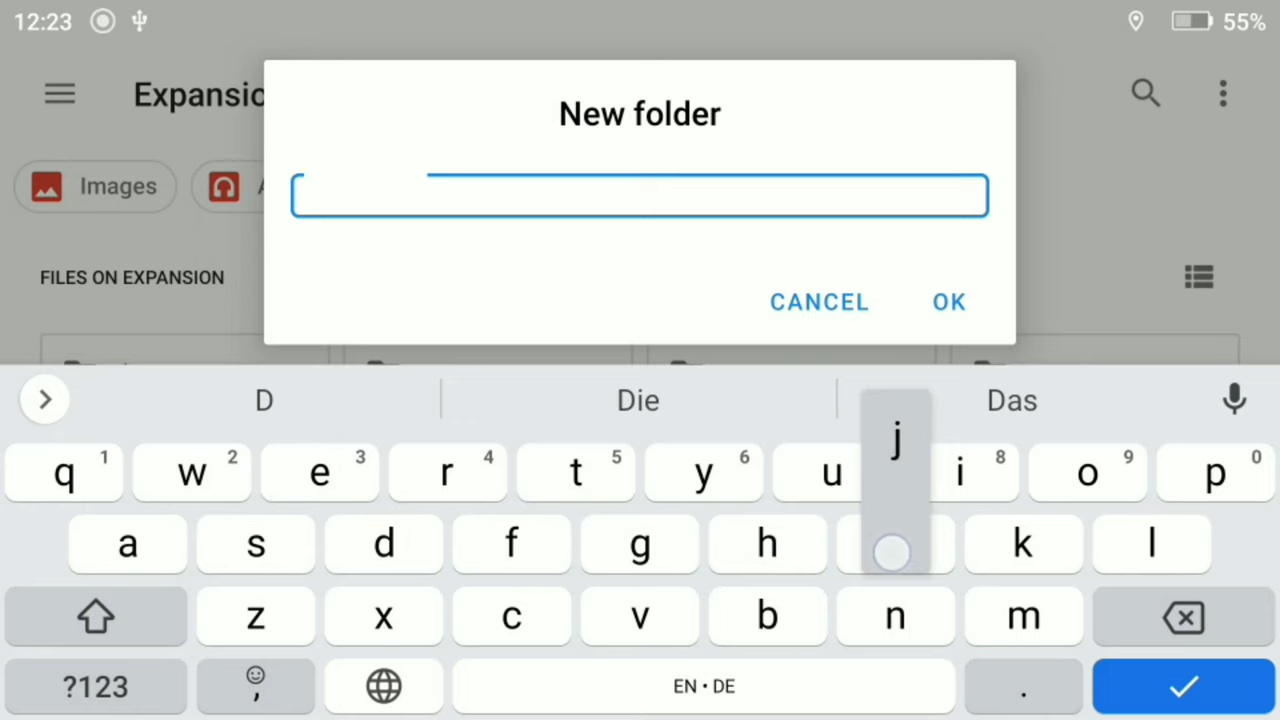 12:23 55%
Expansio
Images A
FILES ON EXPANSION
New folder
CANCEL OK
D Die Das
q 1 w 2 e 3 r 4 t 5 y 6 u i 8 o 9 p 0
a s d f g h j k l
z x c v b n m
?123 , EN • DE .